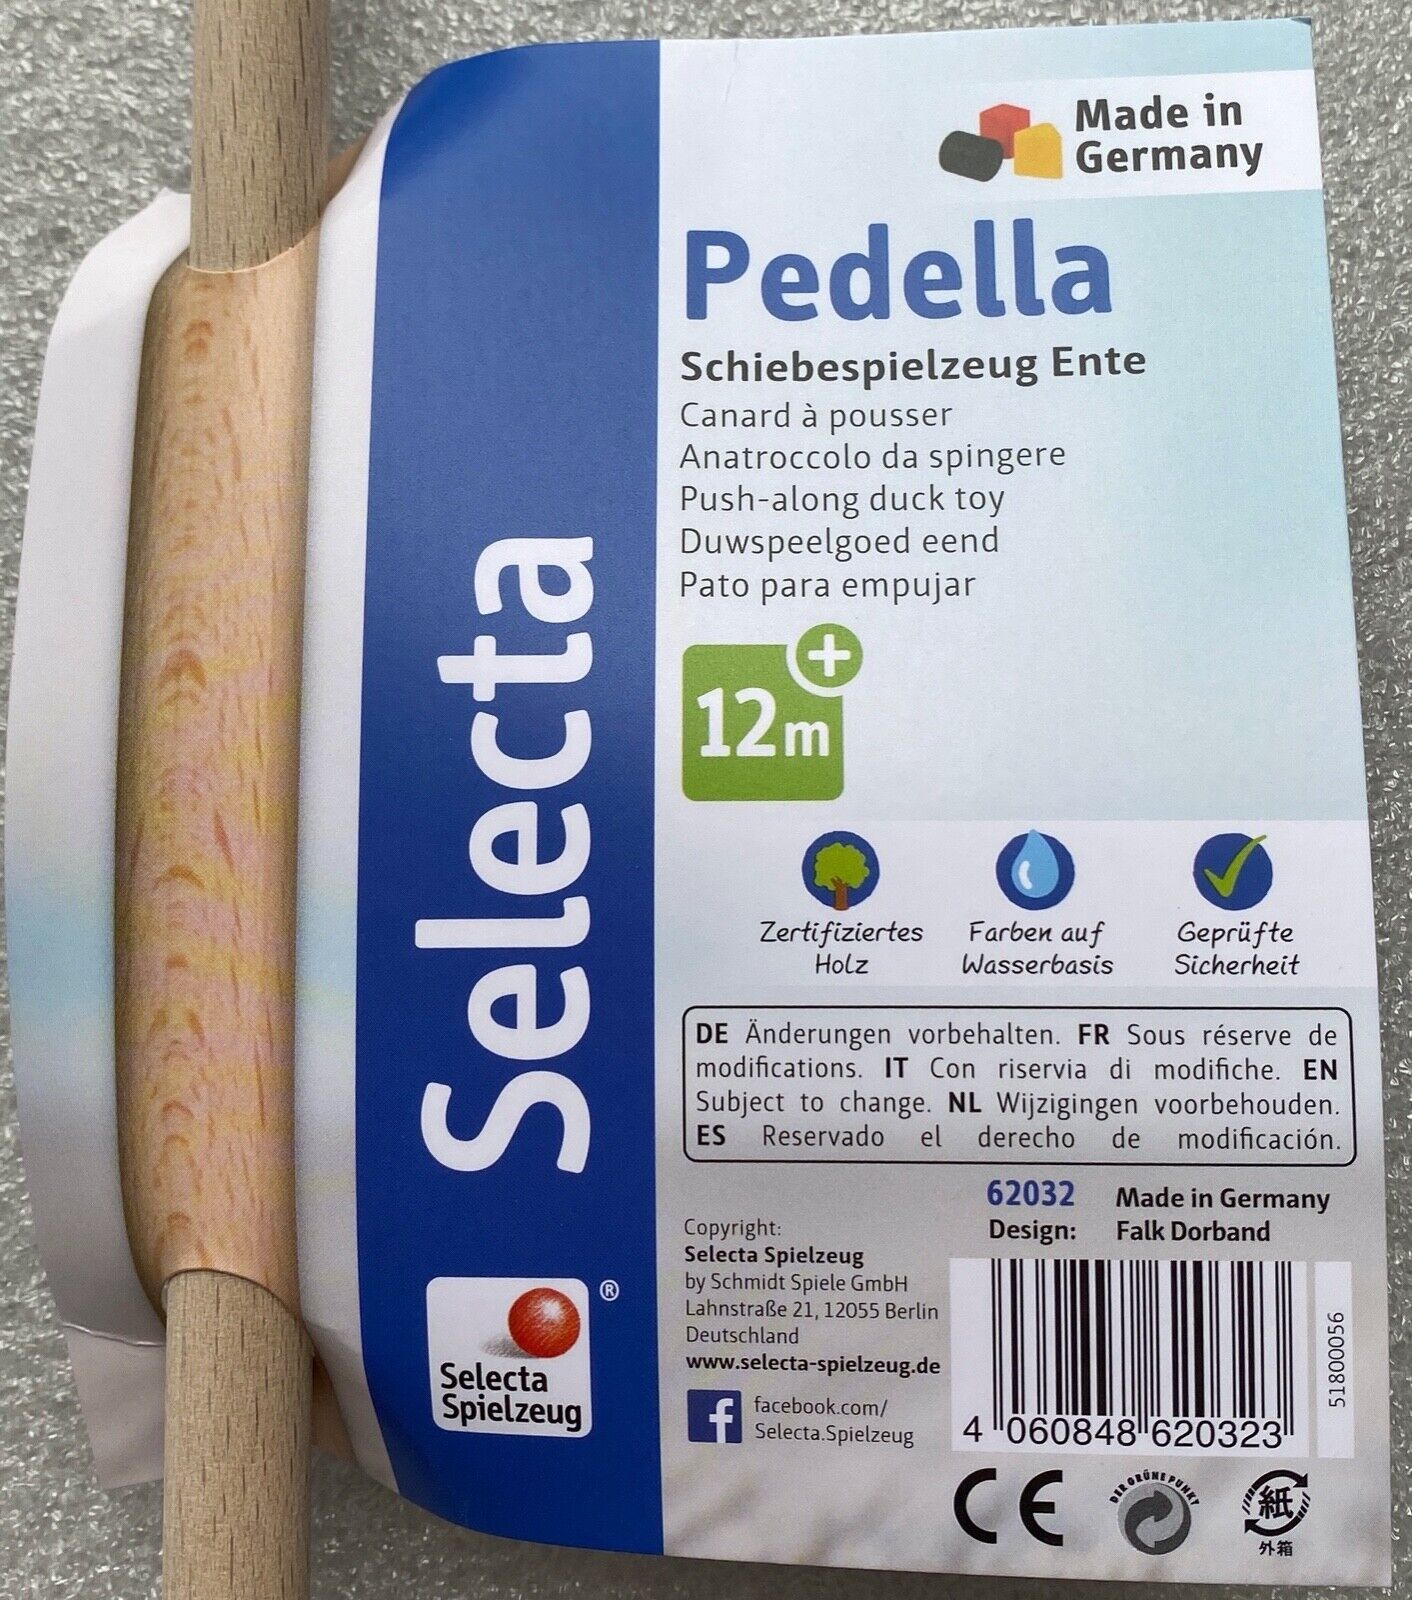 Made in
Germany
Pedella
Schiebespielzeug Ente
Canard à pousser
Anatroccolo da spingere
Push-along duck toy
Duwspeelgoed eend
Pato para empujar
12m+
Selecta
Zertifiziertes
Holz
Farben auf
Wasserbasis
Geprüfte
Sicherheit
DE Änderungen vorbehalten. FR Sous réserve de
modifications. IT Con riservia di modifiche. EN
Subject to change. NL Wijzigingen voorbehouden.
ES Reservado el derecho de modificación.
62032 Made in Germany
Design: Falk Dorband
Copyright:
Selecta Spielzeug
by Schmidt Spiele GmbH
Lahnstraße 21, 12055 Berlin
Deutschland
www.selecta-spielzeug.de
facebook.com/
Selecta.Spielzeug
4 060848 620323
51800056
Selecta
Spielzeug
®
CE
DER GRÜNE PUNKT
紙
外箱